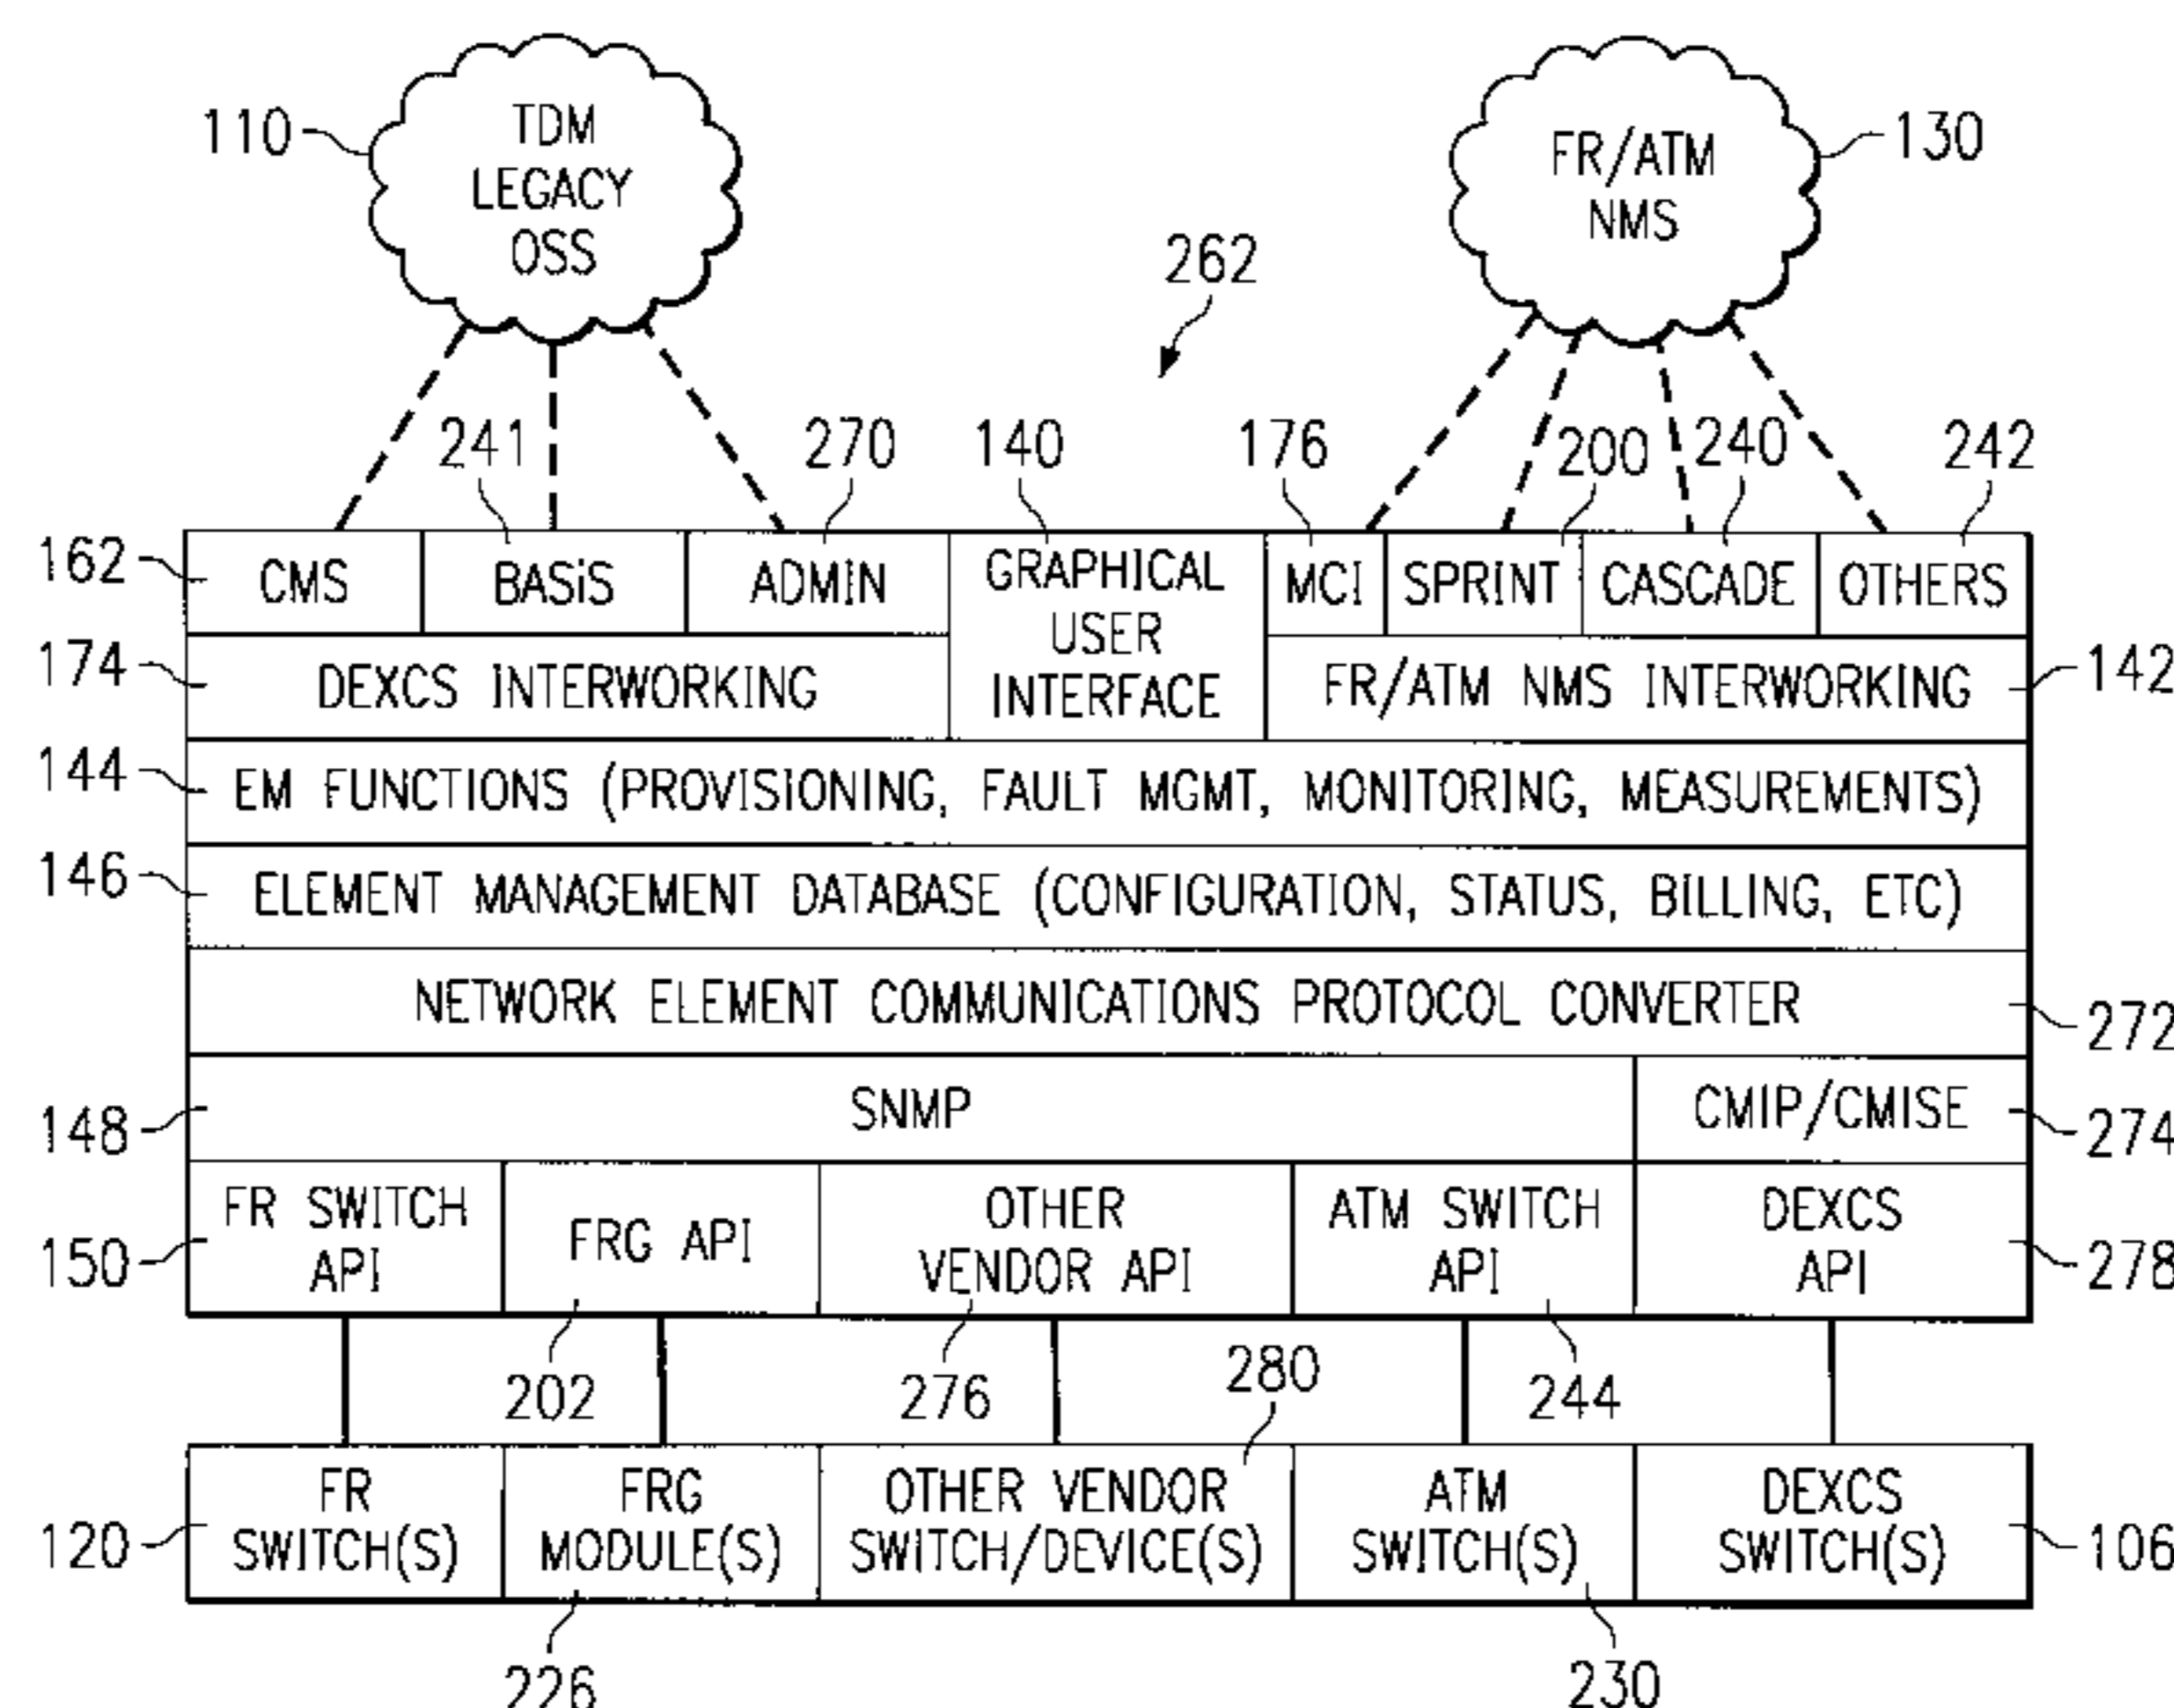 110
TDM
LEGACY
OSS
FR/ATM
NMS
130
262
241
270
140
176
200
240
242
162
CMS
BASiS
ADMIN
GRAPHICAL
USER
INTERFACE
MCI
SPRINT
CASCADE
OTHERS
174
DEXCS INTERWORKING
FR/ATM NMS INTERWORKING
142
144
EM FUNCTIONS (PROVISIONING, FAULT MGMT, MONITORING, MEASUREMENTS)
146
ELEMENT MANAGEMENT DATABASE (CONFIGURATION, STATUS, BILLING, ETC)
NETWORK ELEMENT COMMUNICATIONS PROTOCOL CONVERTER
272
148
SNMP
CMIP/CMISE
274
150
FR SWITCH
API
FRG API
OTHER
VENDOR API
ATM SWITCH
API
DEXCS
API
278
202
276
280
244
120
FR
SWITCH(S)
FRG
MODULE(S)
OTHER VENDOR
SWITCH/DEVICE(S)
ATM
SWITCH(S)
DEXCS
SWITCH(S)
106
226
230